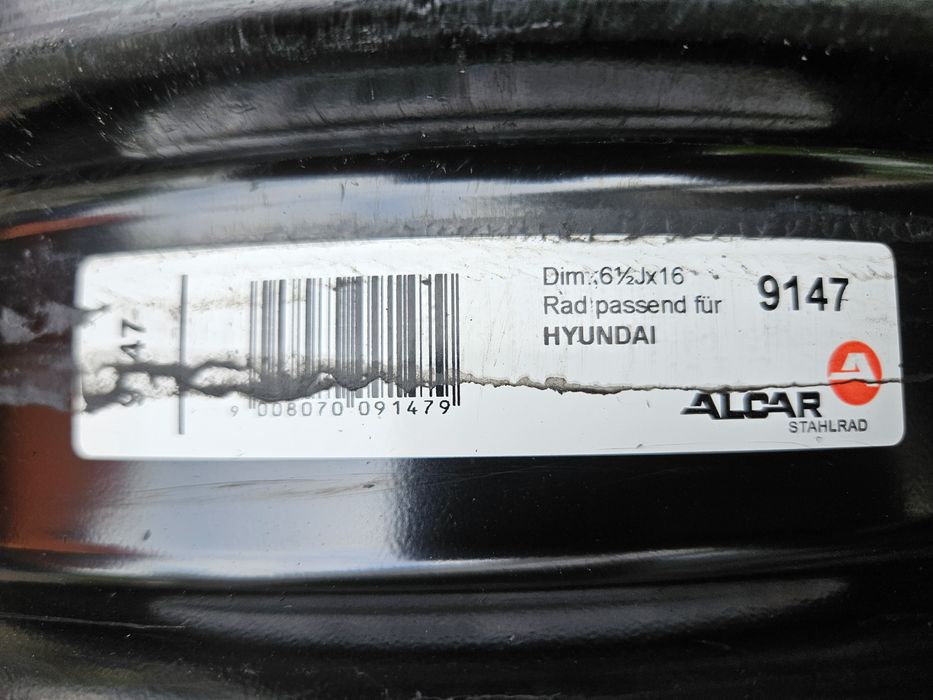 Dim.:6½Jx16
Rad passend für
HYUNDAI
9147
47
9 008070 091479
ALCAR
STAHLRAD
A